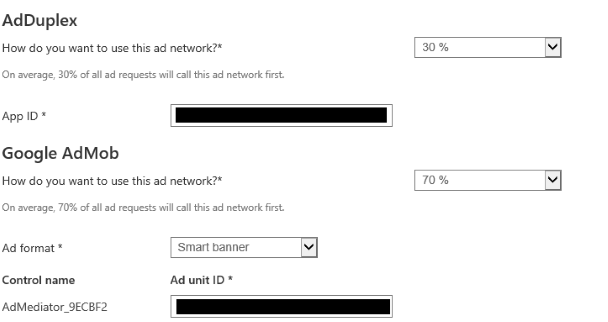 AdDuplex
How do you want to use this ad network?* 30 %
On average, 30% of all ad requests will call this ad network first.
App ID *
Google AdMob
How do you want to use this ad network?* 70 %
On average, 70% of all ad requests will call this ad network first.
Ad format * Smart banner
Control name Ad unit ID *
AdMediator_9ECBF2